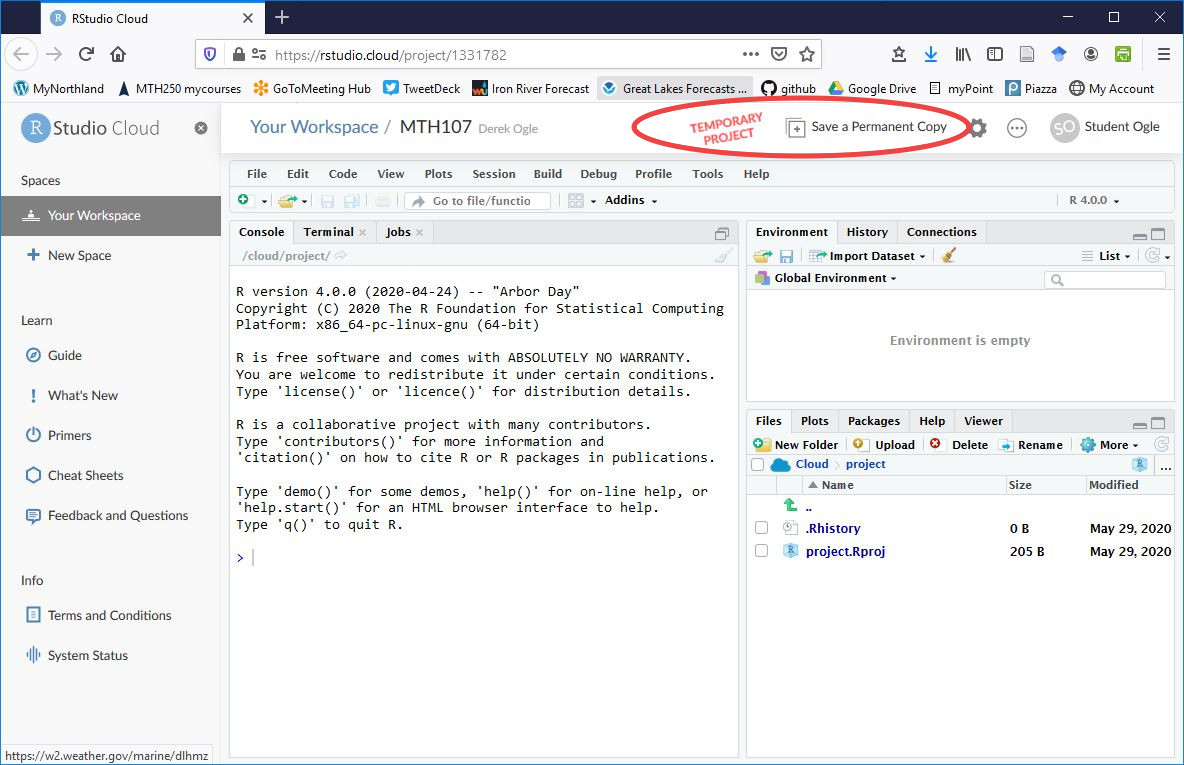 RStudio Cloud
https://rstudio.cloud/project/1331782
MyNorthland MTH250 mycourses GoToMeeting Hub TweetDeck Iron River Forecast Great Lakes Forecasts ... github Google Drive myPoint Piazza My Account
R Studio Cloud
Your Workspace / MTH107 Derek Ogle
TEMPORARY
PROJECT
Save a Permanent Copy
SO Student Ogle
Spaces
Your Workspace
New Space
Learn
Guide
What's New
Primers
Cheat Sheets
Feedback and Questions
Info
Terms and Conditions
System Status
https://w2.weather.gov/marine/dlhmz
File Edit Code View Plots Session Build Debug Profile Tools Help
Go to file/functio Addins R 4.0.0
Console Terminal Jobs
/cloud/project/
R version 4.0.0 (2020-04-24) -- "Arbor Day"
Copyright (C) 2020 The R Foundation for Statistical Computing
Platform: x86_64-pc-linux-gnu (64-bit)
R is free software and comes with ABSOLUTELY NO WARRANTY.
You are welcome to redistribute it under certain conditions.
Type 'license()' or 'licence()' for distribution details.
R is a collaborative project with many contributors.
Type 'contributors()' for more information and
'citation()' on how to cite R or R packages in publications.
Type 'demo()' for some demos, 'help()' for on-line help, or
'help.start()' for an HTML browser interface to help.
Type 'q()' to quit R.
>
Environment History Connections
Import Dataset List
Global Environment
Environment is empty
Files Plots Packages Help Viewer
New Folder Upload Delete Rename More
Cloud project R ...
Name Size Modified
..
.Rhistory 0 B May 29, 2020
project.Rproj 205 B May 29, 2020